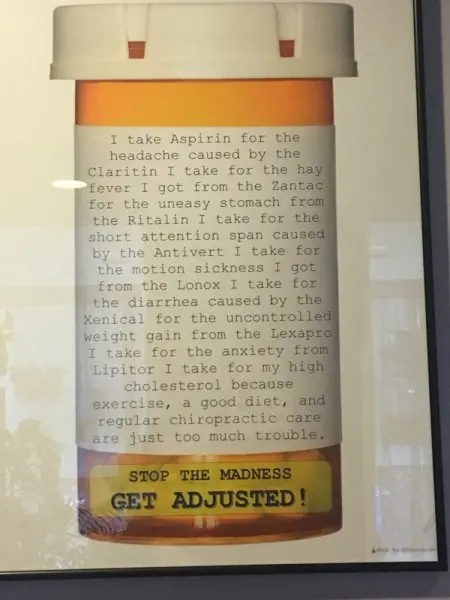 I take Aspirin for the
headache caused by the
Claritin I take for the hay
fever I got from the Zantac
for the uneasy stomach from
the Ritalin I take for the
short attention span caused
by the Antivert I take for
the motion sickness I got
from the Lonox I take for
the diarrhea caused by the
Xenical for the uncontrolled
weight gain from the Lexapro
I take for the anxiety from
Lipitor I take for my high
cholesterol because
exercise, a good diet, and
regular chiropractic care
are just too much trouble.
STOP THE MADNESS
GET ADJUSTED!